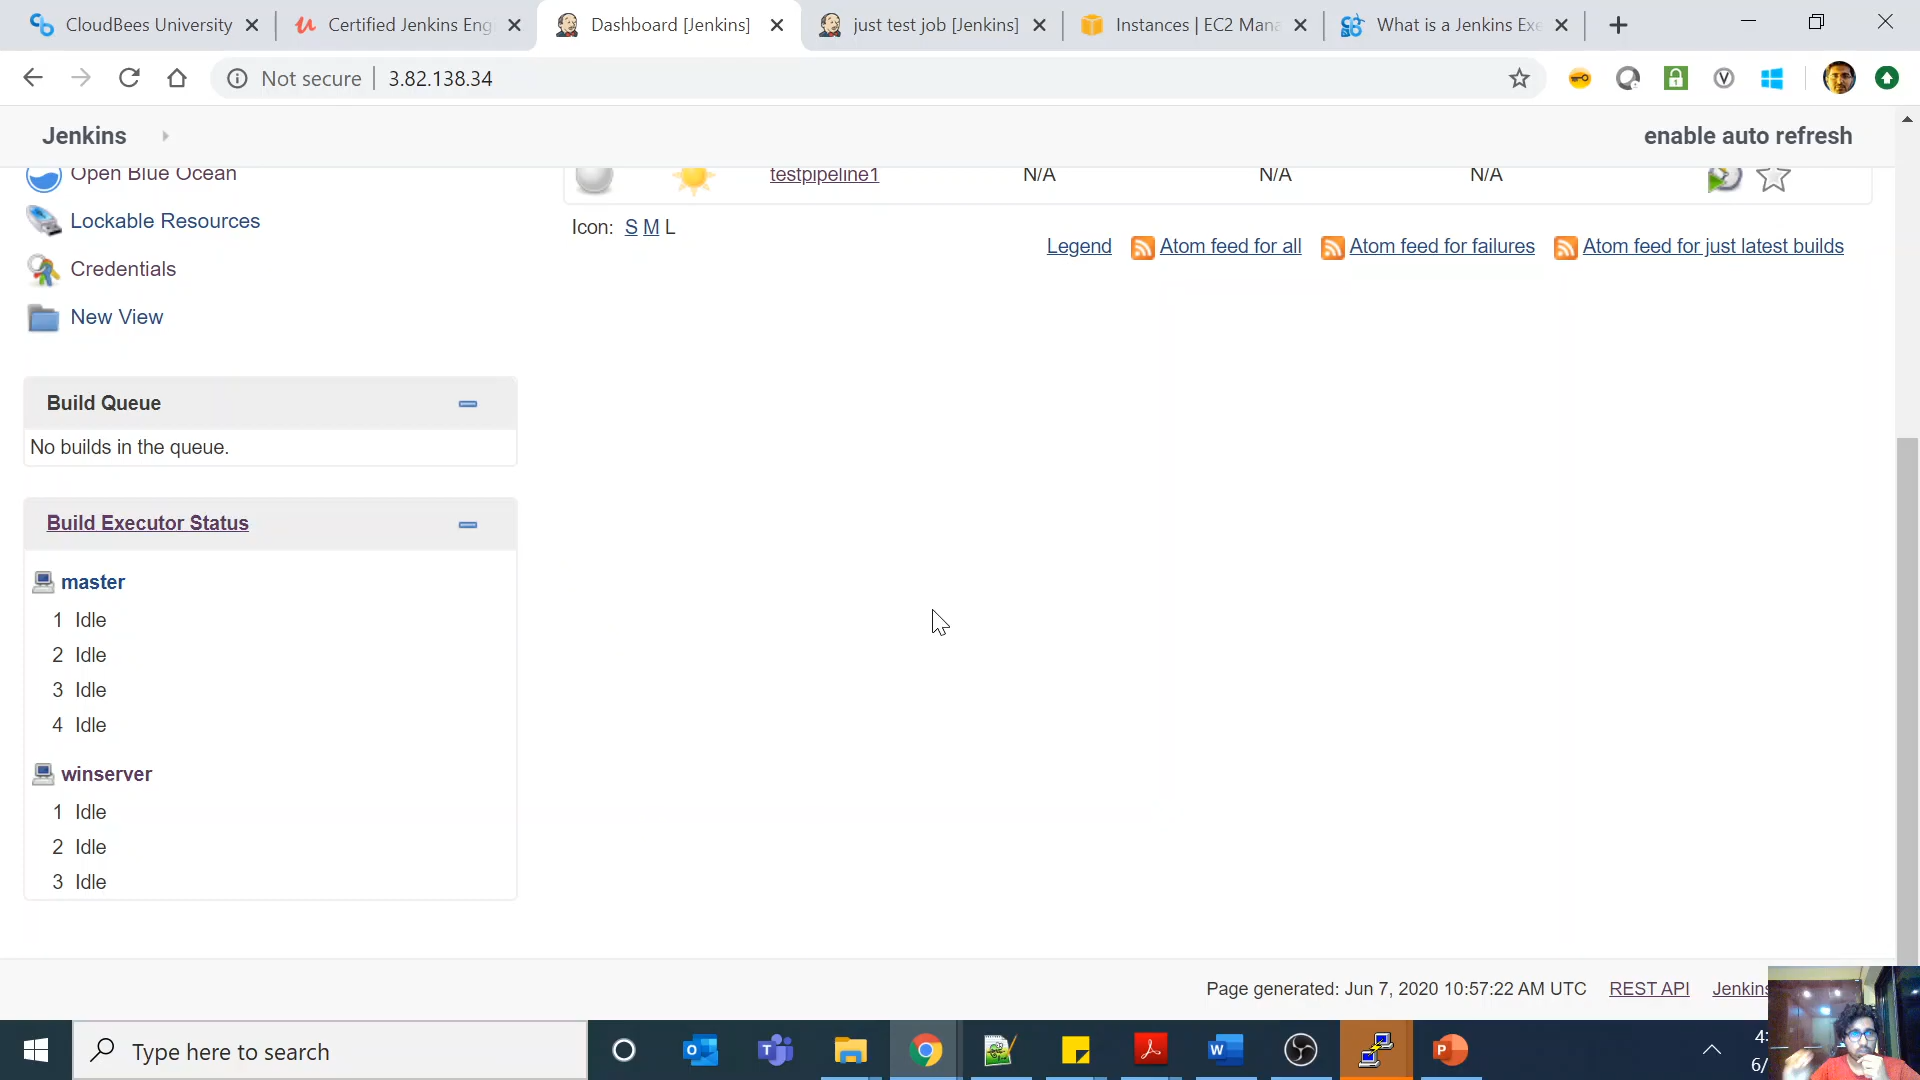 CloudBees University
Certified Jenkins Eng
Dashboard [Jenkins]
just test job [Jenkins]
Instances | EC2 Mana
What is a Jenkins Exe
Not secure
3.82.138.34
Jenkins
enable auto refresh
Open Blue Ocean
testpipeline1
N/A
N/A
N/A
Lockable Resources
Icon: S M L
Legend
Atom feed for all
Atom feed for failures
Atom feed for just latest builds
Credentials
New View
Build Queue
No builds in the queue.
Build Executor Status
master
1 Idle
2 Idle
3 Idle
4 Idle
winserver
1 Idle
2 Idle
3 Idle
Page generated: Jun 7, 2020 10:57:22 AM UTC
REST API
Jenkins
Type here to search
4:
6/